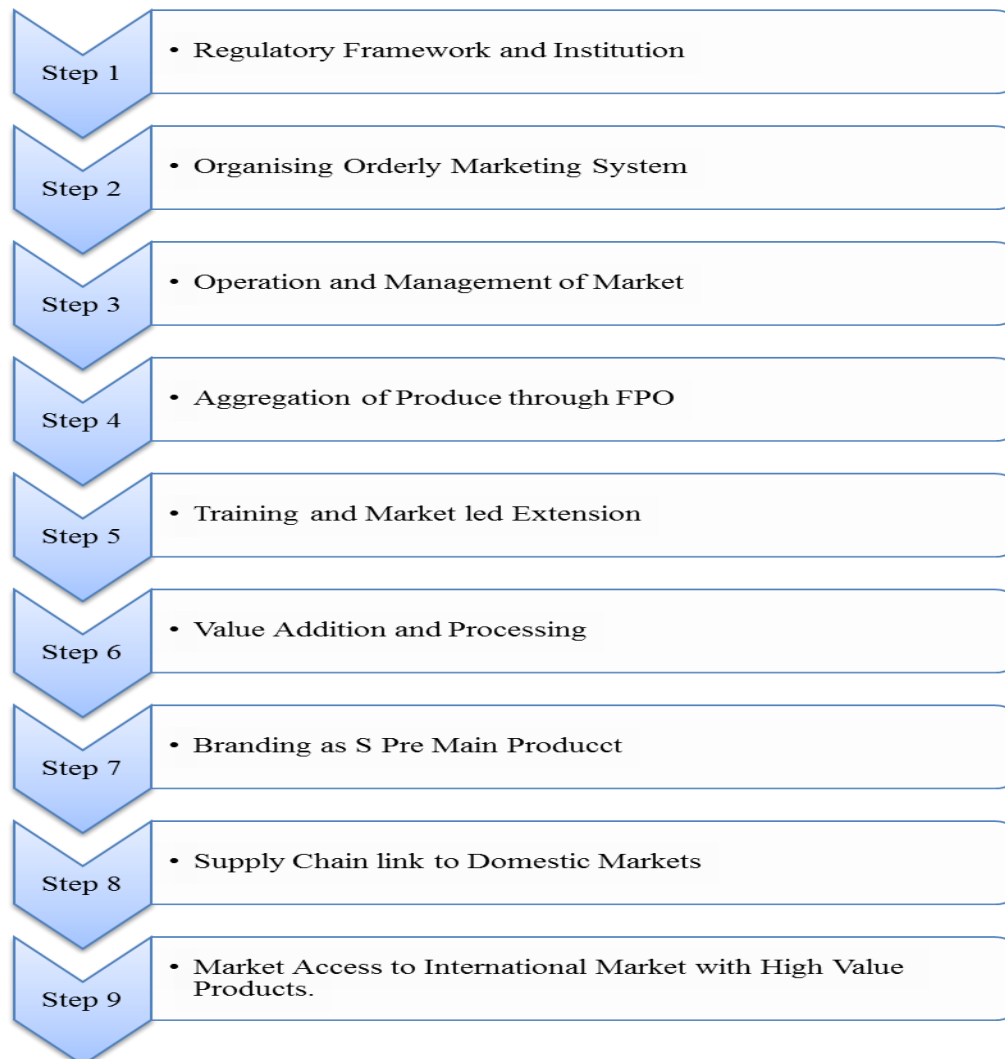 Step 1
• Regulatory Framework and Institution
Step 2
• Organising Orderly Marketing System
Step 3
• Operation and Management of Market
Step 4
• Aggregation of Produce through FPO
Step 5
• Training and Market led Extension
Step 6
• Value Addition and Processing
Step 7
• Branding as S Pre Main Producct
Step 8
• Supply Chain link to Domestic Markets
Step 9
• Market Access to International Market with High Value
Products.